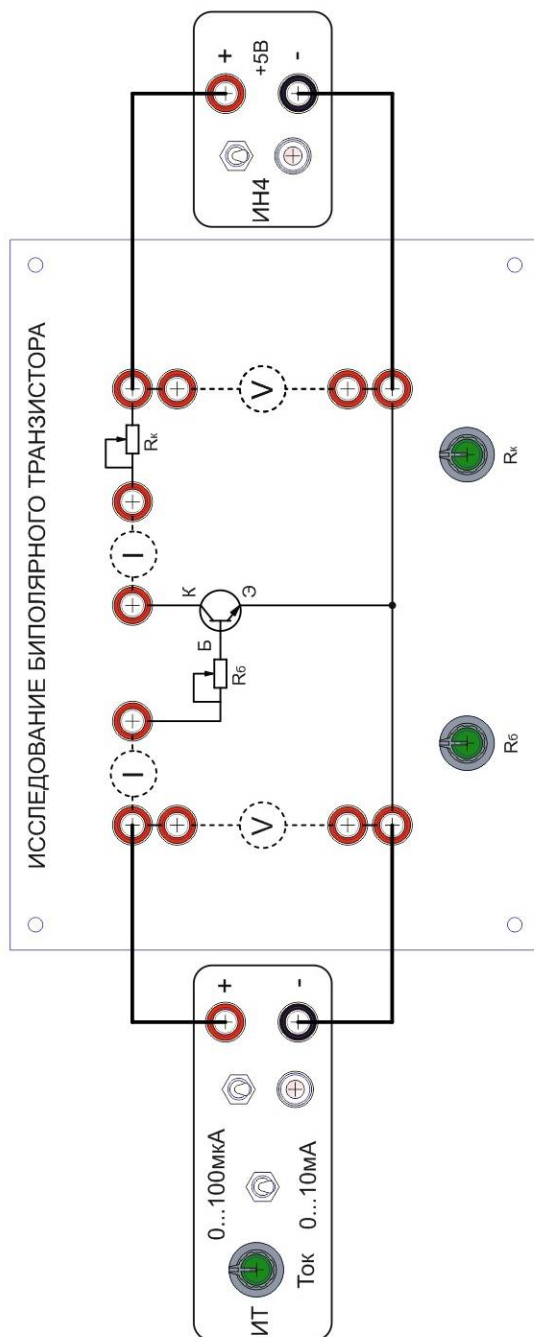 ИССЛЕДОВАНИЕ БИПОЛЯРНОГО ТРАНЗИСТОРА
ИТ
Ток
0...100мкА
0...10мА
+
-
V
I
Rб
Б
К
Э
I
Rк
V
Rб
Rк
ИН4
+
+5В
-